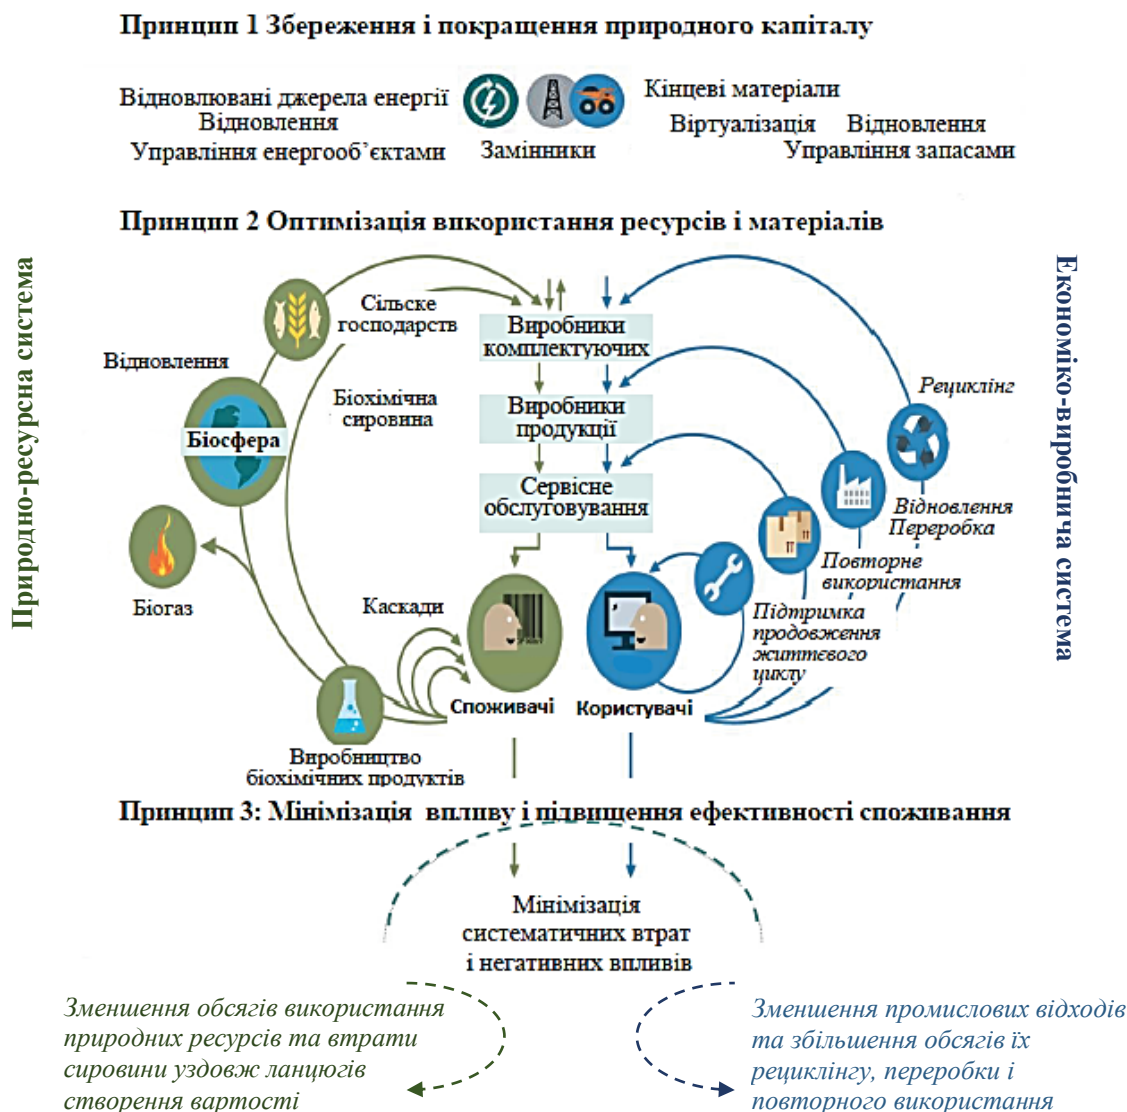 Принцип 1 Збереження і покращення природного капіталу
Відновлювані джерела енергії
Відновлення
Управління енергооб’єктами
Замінники
Кінцеві матеріали
Віртуалізація Відновлення
Управління запасами
Принцип 2 Оптимізація використання ресурсів і матеріалів
Природно-ресурсна система
Економіко-виробнича система
Сільске
господарств
Відновлення
Біосфера
Біохімічна
сировина
Біогаз
Каскади
Виробництво
біохімічних продуктів
Виробники
комплектуючих
Виробники
продукції
Сервісне
обслуговування
Споживачі
Користувачі
Рециклінг
Відновлення
Переробка
Повторне
використання
Підтримка
продовження
життєвого
циклу
Принцип 3: Мінімізація впливу і підвищення ефективності споживання
Мінімізація
систематичних втрат
і негативних впливів
Зменшення обсягів використання
природних ресурсів та втрати
сировини уздовж ланцюгів
створення вартості
Зменшення промислових відходів
та збільшення обсягів їх
рециклінгу, переробки і
повторного використання